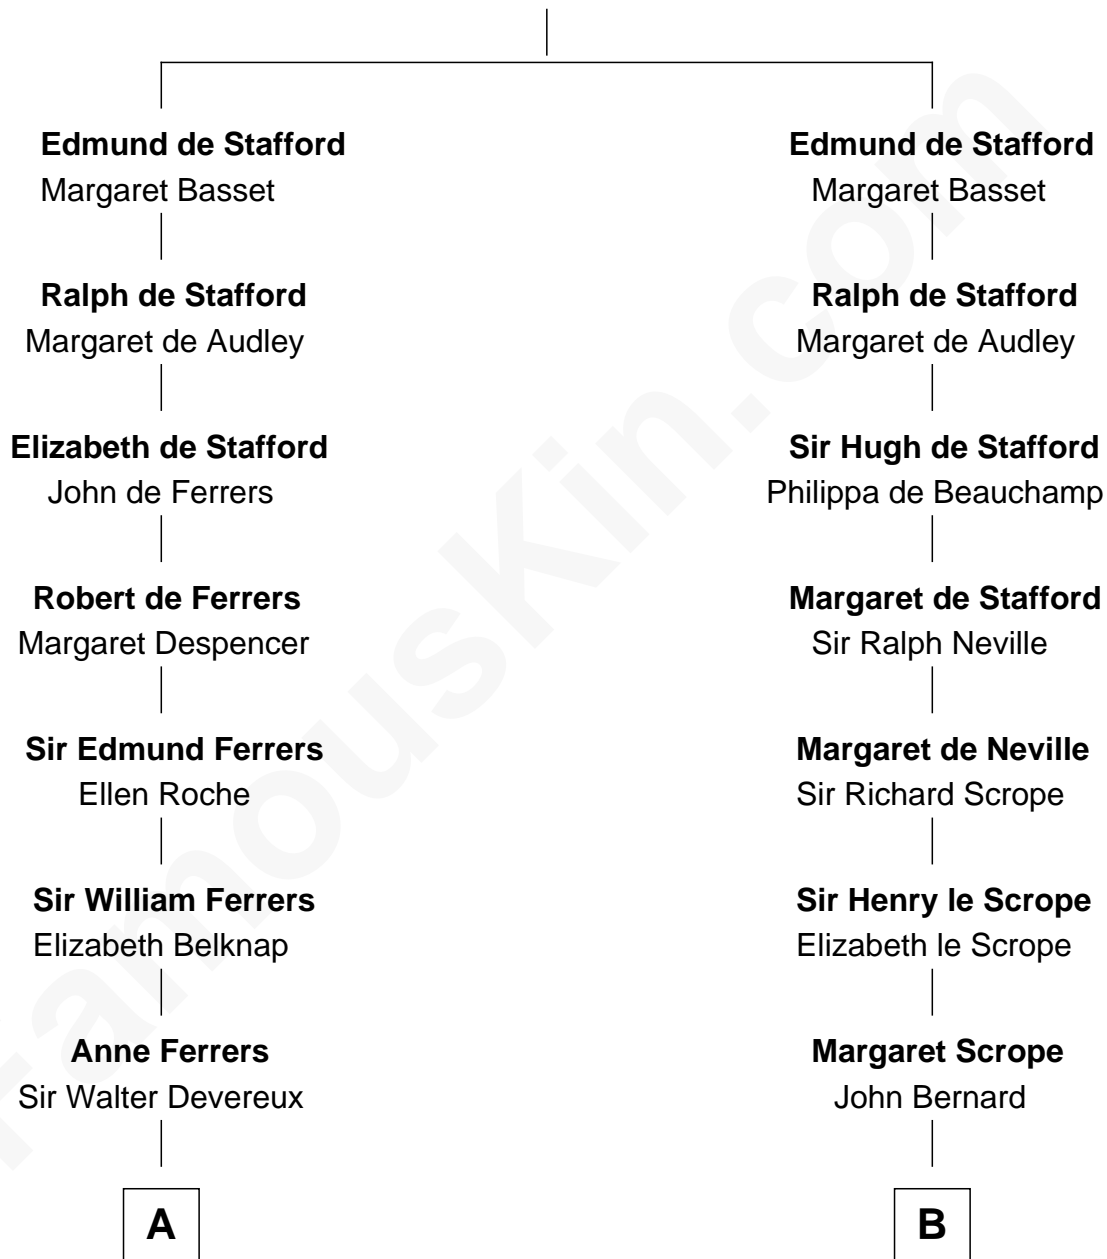 Edmund de Stafford
Margaret Basset
Ralph de Stafford
Margaret de Audley
Elizabeth de Stafford
John de Ferrers
Robert de Ferrers
Margaret Despencer
Sir Edmund Ferrers
Ellen Roche
Sir William Ferrers
Elizabeth Belknap
Anne Ferrers
Sir Walter Devereux
A
Edmund de Stafford
Margaret Basset
Ralph de Stafford
Margaret de Audley
Sir Hugh de Stafford
Philippa de Beauchamp
Margaret de Stafford
Sir Ralph Neville
Margaret de Neville
Sir Richard Scrope
Sir Henry le Scrope
Elizabeth le Scrope
Margaret Scrope
John Bernard
B
FamousKin.com